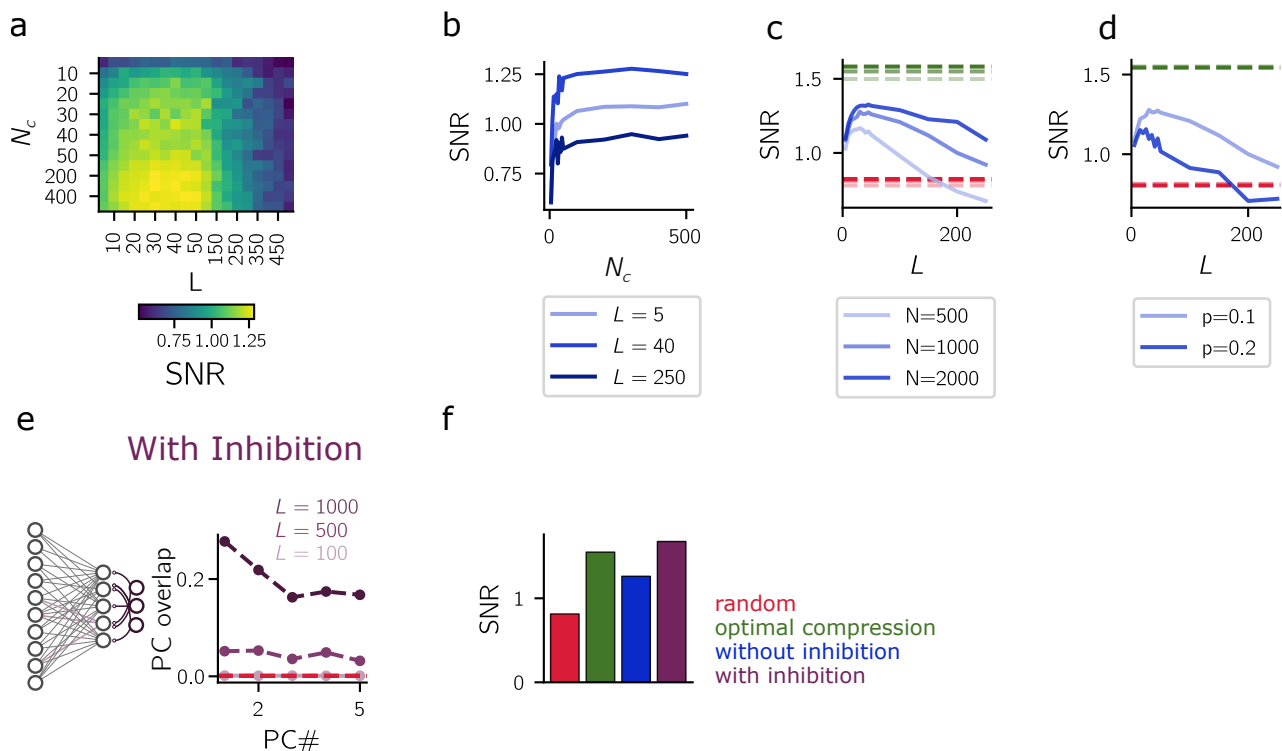 a
N_c
10
20
30
40
50
200
400
10
20
30
40
50
150
250
350
450
L
0.75 1.00 1.25
SNR
b
SNR
1.25
1.00
0.75
0
500
N_c
L = 5
L = 40
L = 250
c
SNR
1.5
1.0
0
200
L
N=500
N=1000
N=2000
d
SNR
1.5
1.0
0
200
L
p=0.1
p=0.2
e
With Inhibition
L = 1000
L = 500
L = 100
PC overlap
0.2
0.0
2
5
PC#
f
SNR
1
0
random
optimal compression
without inhibition
with inhibition